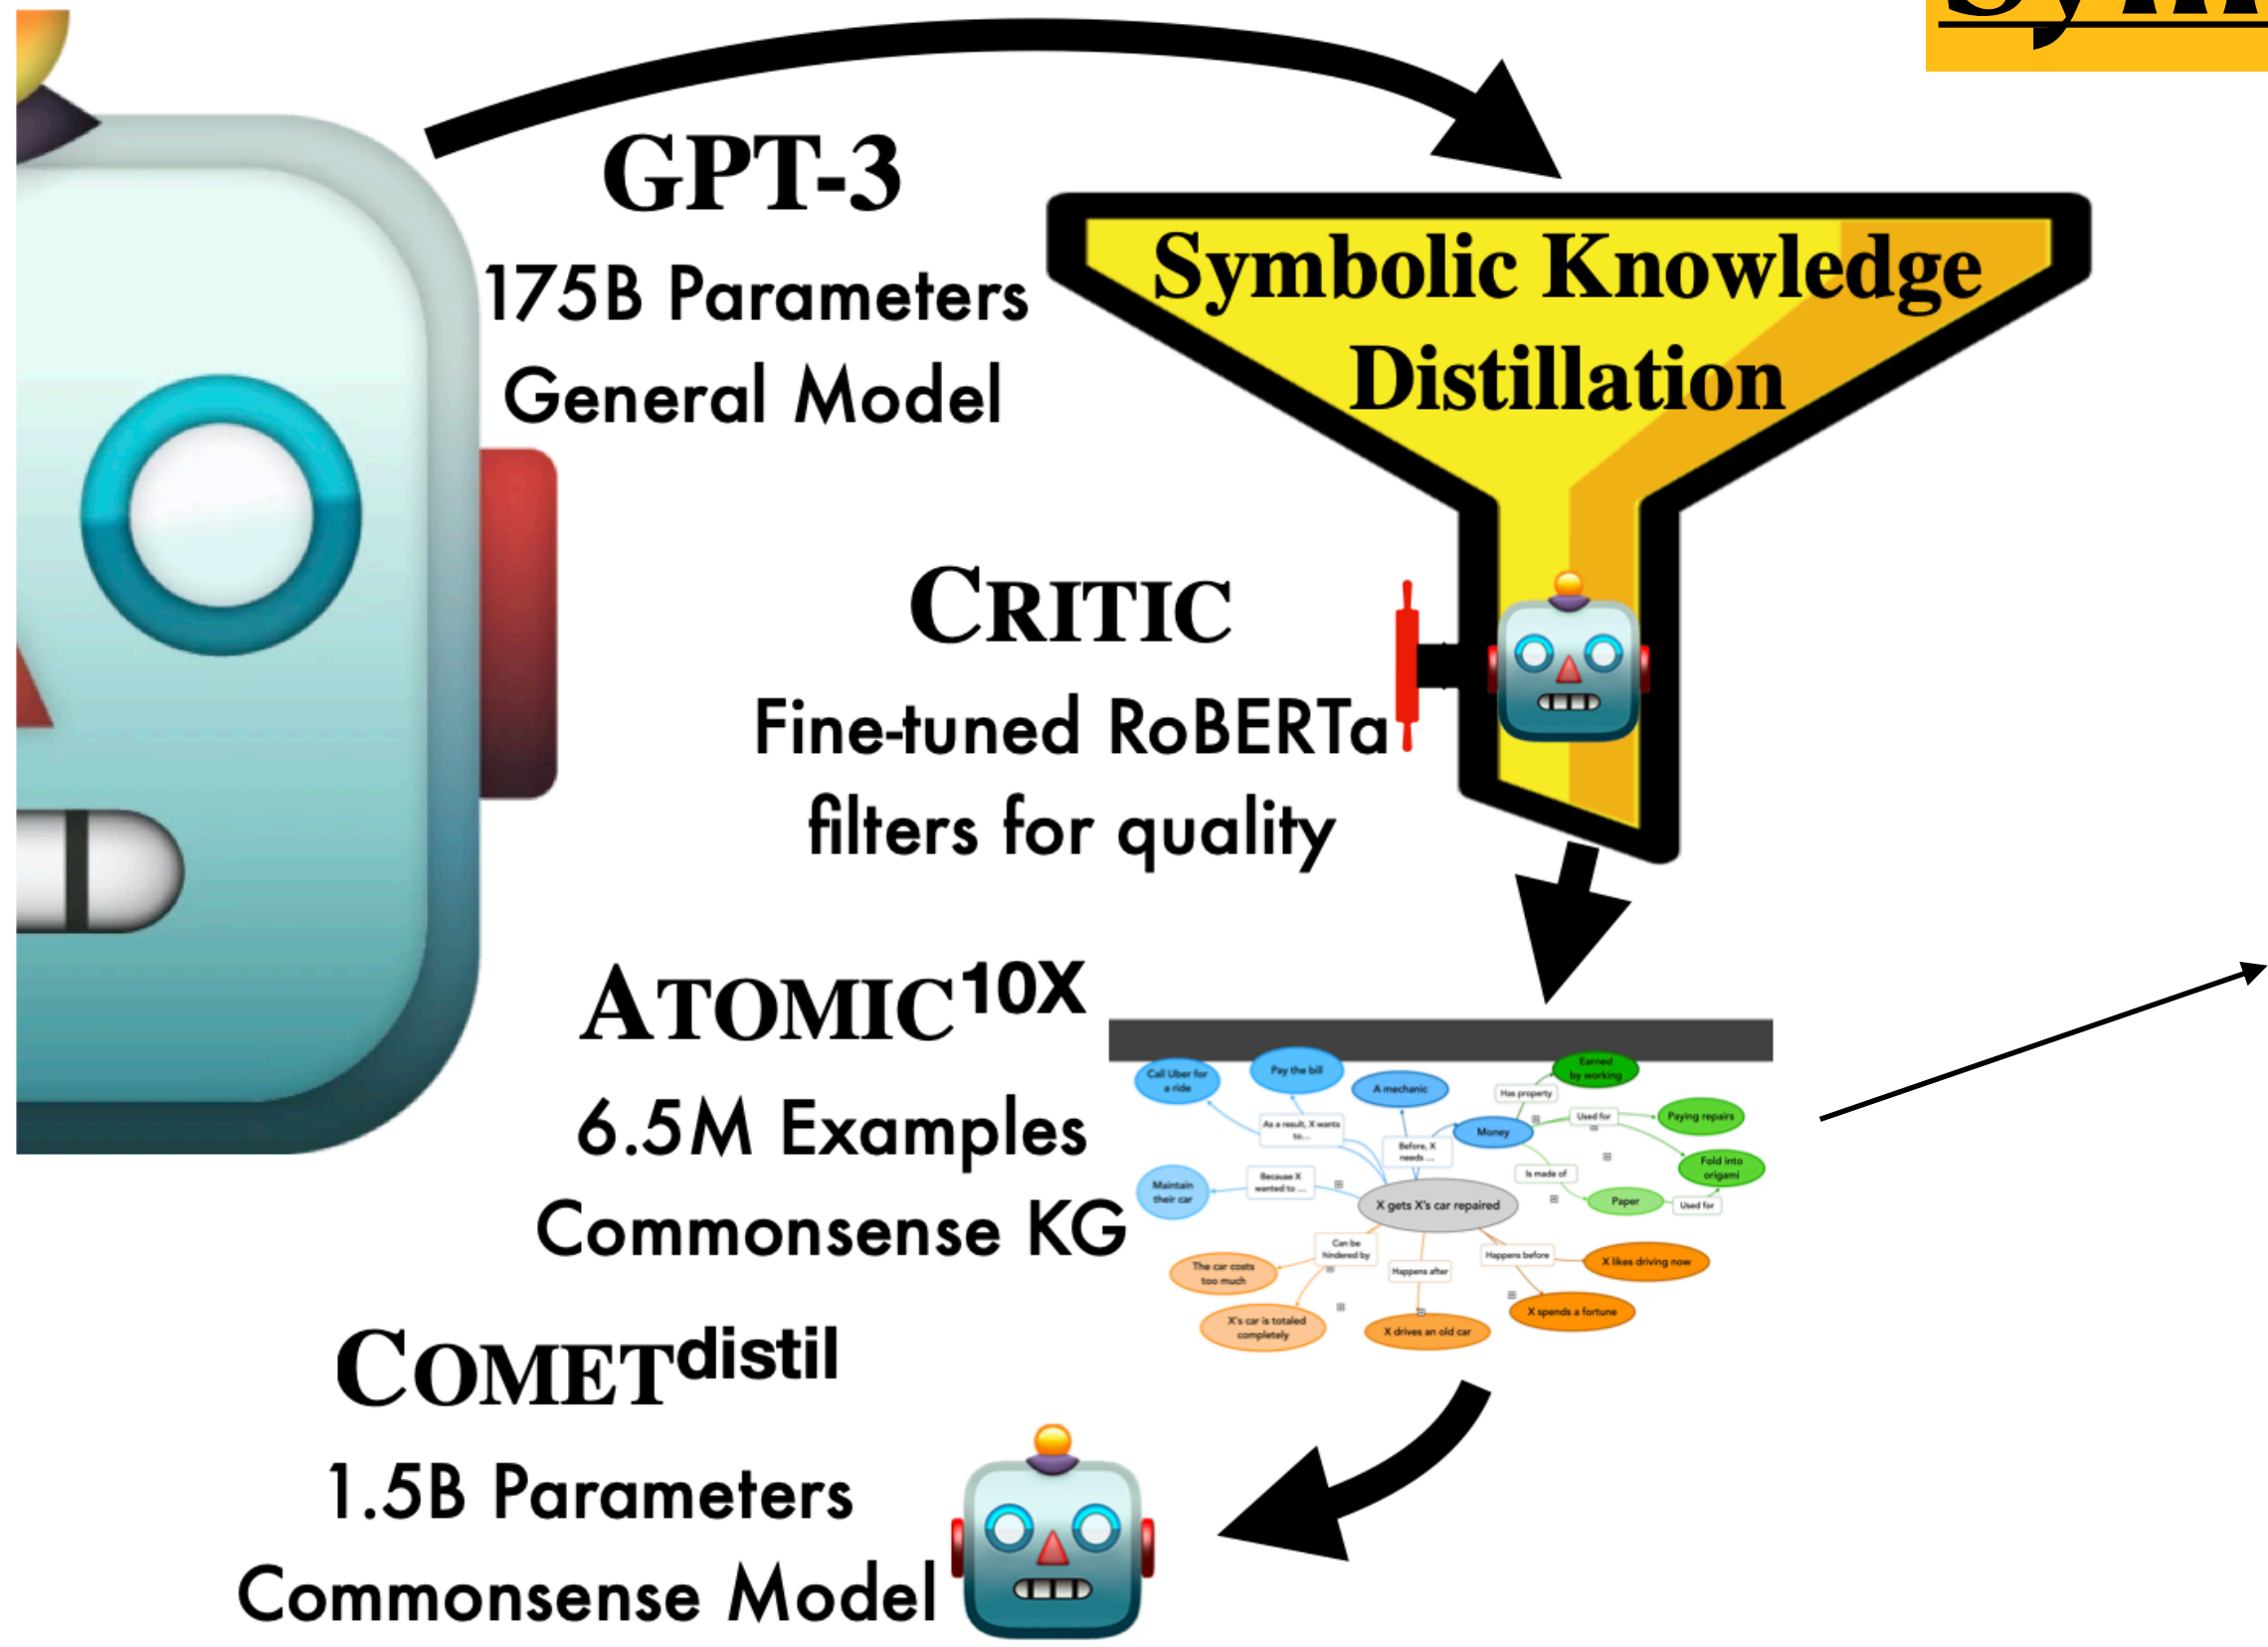 GPT-3
175B Parameters
General Model
Symbolic Knowledge
Distillation
CRITIC
Fine-tuned RoBERTa
filters for quality
ATOMIC10X
6.5M Examples
Commonsense KG
Call Uber for
a ride
Pay the bill
A mechanic
Earned
by working
Has property
As a result, X wants
to...
Before, X
needs ...
Money
Used for
Paying repairs
Fold into
origami
Is made of
Paper
Used for
Maintain
their car
Because X
wanted to ...
X gets X's car repaired
Can be
hindered by
Happens after
Happens before
X likes driving now
The car costs
too much
X's car is totaled
completely
X drives an old car
X spends a fortune
COMETdistil
1.5B Parameters
Commonsense Model